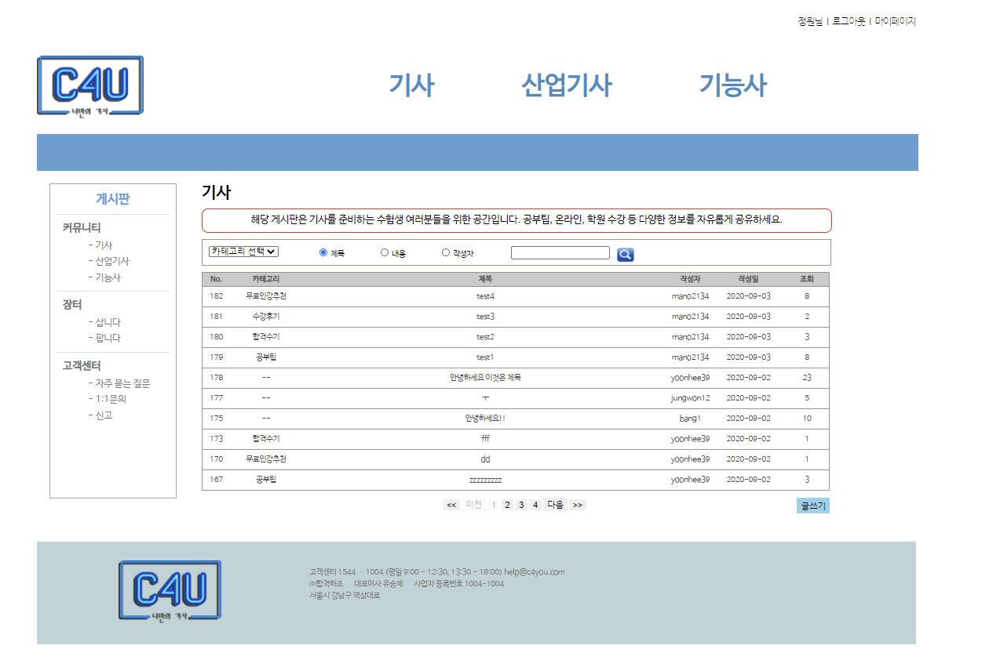 정원님 | 로그아웃 | 마이페이지
C4U
나만의 기사
기사 산업기사 기능사
게시판
커뮤니티
- 기사
- 산업기사
- 기능사
장터
- 삽니다
- 팝니다
고객센터
- 자주 묻는 질문
- 1:1문의
- 신고
기사
해당 게시판은 기사를 준비하는 수험생 여러분들을 위한 공간입니다. 공부팁, 온라인, 학원 수강 등 다양한 정보를 자유롭게 공유하세요.
카테고리 선택 제목 내용 작성자
No. 카테고리 제목 작성자 작성일 조회
182 무료인강추천 test4 mano2134 2020-09-03 8
181 수강후기 test3 mano2134 2020-09-03 2
180 합격수기 test2 mano2134 2020-09-03 3
179 공부팁 test1 mano2134 2020-09-03 8
178 -- 안녕하세요 이것은 제목 yoonhee39 2020-09-02 23
177 -- ㅜ jungwon12 2020-09-02 5
175 -- 안녕하세요!! bang1 2020-09-02 10
173 합격수기 fff yoonhee39 2020-09-02 1
170 무료인강추천 dd yoonhee39 2020-09-02 1
167 공부팁 zzzzzzzzz yoonhee39 2020-09-02 3
<< 이전 1 2 3 4 다음 >> 글쓰기
C4U
나만의 기사
고객센터 1544 - 1004 (평일 9:00 - 12:30, 13:30 - 18:00) help@c4you.com
㈜합격하조 대표이사 유승제 사업자 등록번호 1004-1004
서울시 강남구 역삼대로